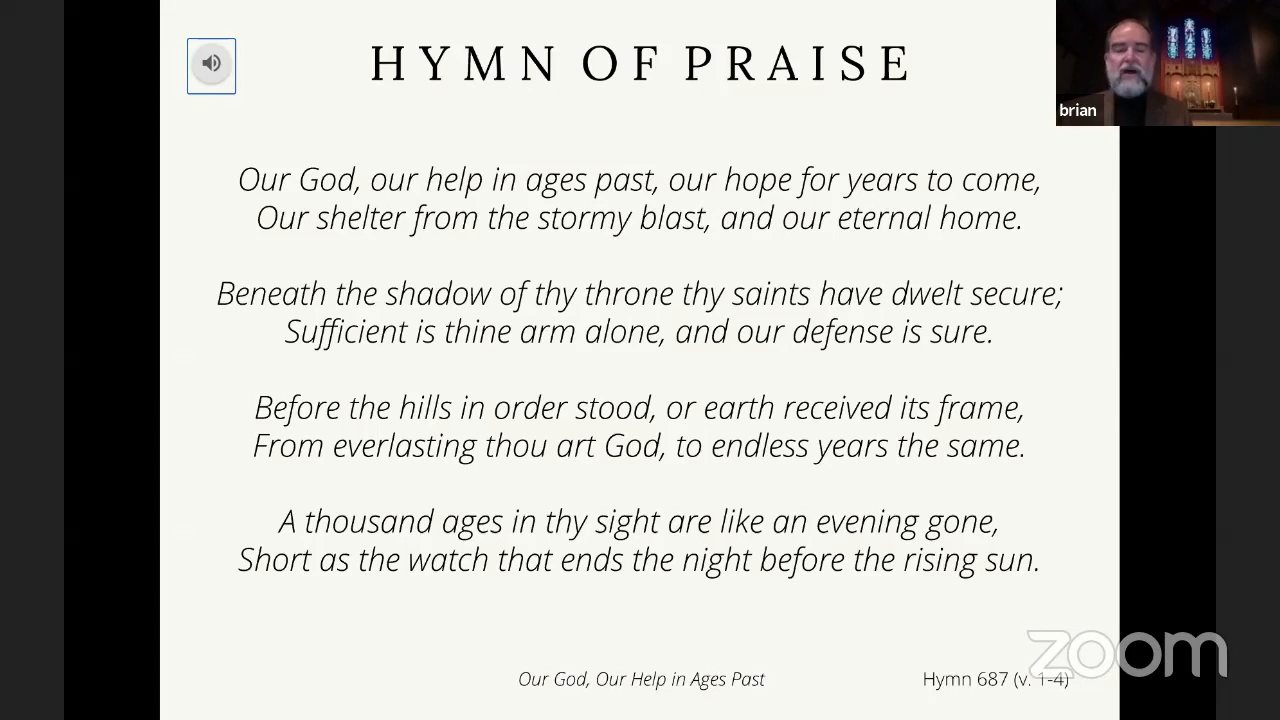 HYMN OF PRAISE
brian
Our God, our help in ages past, our hope for years to come,
Our shelter from the stormy blast, and our eternal home.
Beneath the shadow of thy throne thy saints have dwelt secure;
Sufficient is thine arm alone, and our defense is sure.
Before the hills in order stood, or earth received its frame,
From everlasting thou art God, to endless years the same.
A thousand ages in thy sight are like an evening gone,
Short as the watch that ends the night before the rising sun.
zoom
Our God, Our Help in Ages Past
Hymn 687 (v. 1-4)